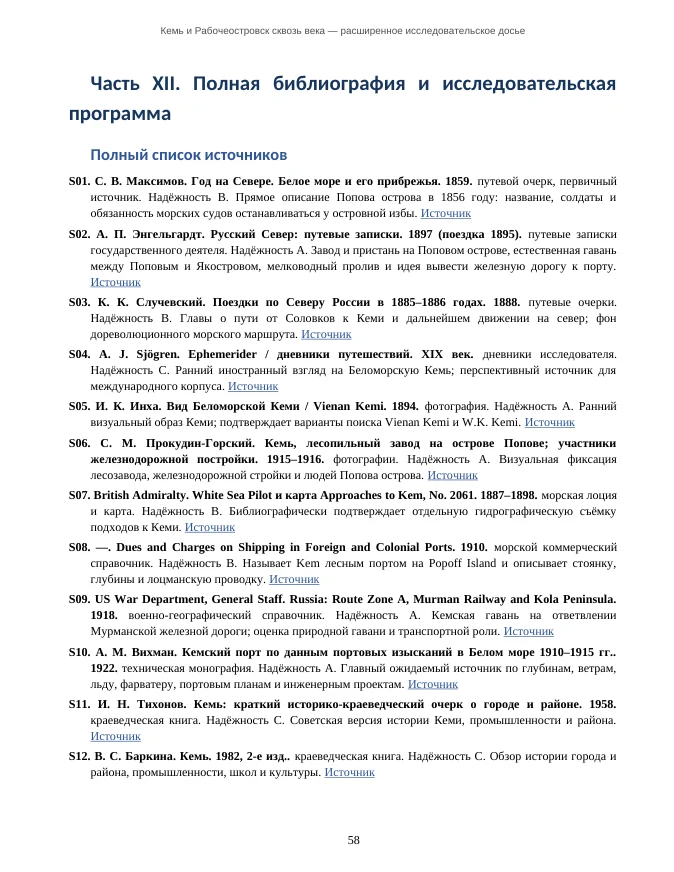 Кемь и Рабочеостровск сквозь века — расширенное исследовательское досье
Часть XII. Полная библиография и исследовательская
программа
Полный список источников
S01. С. В. Максимов. Год на Севере. Белое море и его прибрежья. 1859. путевой очерк, первичный
источник. Надёжность B. Прямое описание Попова острова в 1856 году: название, солдаты и
обязанность морских судов останавливаться у островной избы. Источник
S02. А. П. Энгельгардт. Русский Север: путевые записки. 1897 (поездка 1895). путевые записки
государственного деятеля. Надёжность A. Завод и пристань на Поповом острове, естественная гавань
между Поповым и Якостровом, мелководный пролив и идея вывести железную дорогу к порту.
Источник
S03. К. К. Случевский. Поездки по Северу России в 1885–1886 годах. 1888. путевые очерки.
Надёжность B. Главы о пути от Соловков к Кеми и дальнейшем движении на север; фон
дореволюционного морского маршрута. Источник
S04. A. J. Sjögren. Ephemerider / дневники путешествий. XIX век. дневники исследователя.
Надёжность C. Ранний иностранный взгляд на Беломорскую Кемь; перспективный источник для
международного корпуса. Источник
S05. И. К. Инха. Вид Беломорской Кеми / Vienan Kemi. 1894. фотография. Надёжность A. Ранний
визуальный образ Кеми; подтверждает варианты поиска Vienan Kemi и W.K. Kemi. Источник
S06. С. М. Прокудин-Горский. Кемь, лесопильный завод на острове Попове; участники
железнодорожной постройки. 1915–1916. фотографии. Надёжность A. Визуальная фиксация
лесозавода, железнодорожной стройки и людей Попова острова. Источник
S07. British Admiralty. White Sea Pilot и карта Approaches to Kem, No. 2061. 1887–1898. морская лоция
и карта. Надёжность B. Библиографически подтверждает отдельную гидрографическую съёмку
подходов к Кеми. Источник
S08. —. Dues and Charges on Shipping in Foreign and Colonial Ports. 1910. морской коммерческий
справочник. Надёжность B. Называет Kem лесным портом на Popoff Island и описывает стоянку,
глубины и лоцманскую проводку. Источник
S09. US War Department, General Staff. Russia: Route Zone A, Murman Railway and Kola Peninsula.
1918. военно-географический справочник. Надёжность A. Кемская гавань на ответвлении
Мурманской железной дороги; оценка природной гавани и транспортной роли. Источник
S10. А. М. Вихман. Кемский порт по данным портовых изысканий в Белом море 1910–1915 гг..
1922. техническая монография. Надёжность A. Главный ожидаемый источник по глубинам, ветрам,
льду, фарватеру, портовым планам и инженерным проектам. Источник
S11. И. Н. Тихонов. Кемь: краткий историко-краеведческий очерк о городе и районе. 1958.
краеведческая книга. Надёжность C. Советская версия истории Кеми, промышленности и района.
Источник
S12. В. С. Баркина. Кемь. 1982, 2-е изд.. краеведческая книга. Надёжность C. Обзор истории города и
района, промышленности, школ и культуры. Источник
58